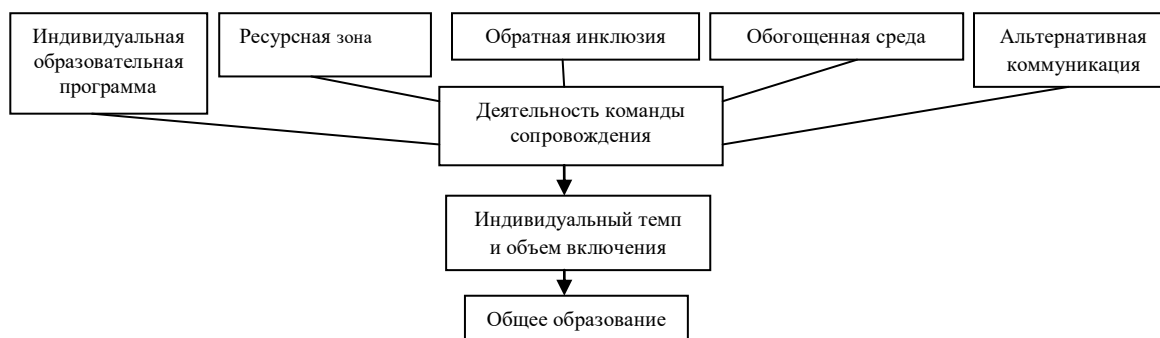 Индивидуальная
образовательная
программа
Ресурсная зона
Обратная инклюзия
Обогощенная среда
Альтернативная
коммуникация
Деятельность команды
сопровождения
Индивидуальный темп
и объем включения
Общее образование